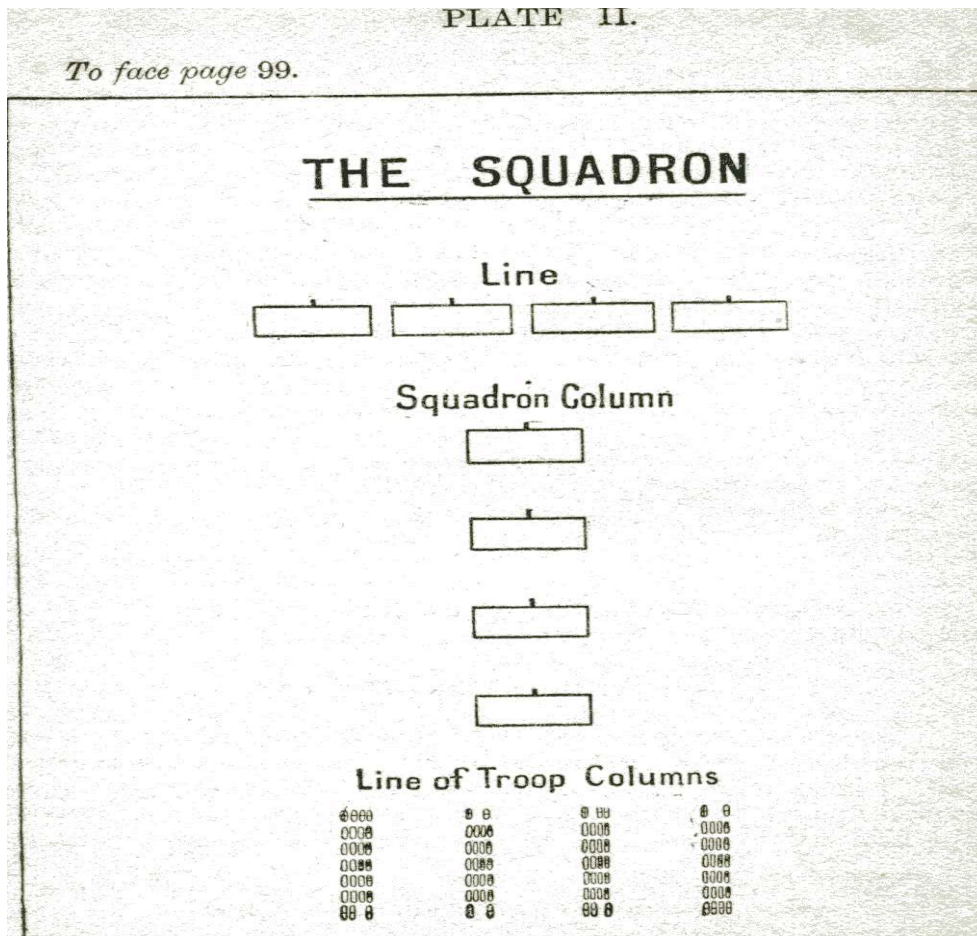 PLATE II.
To face page 99.
THE SQUADRON
Line
Squadron Column
Line of Troop Columns